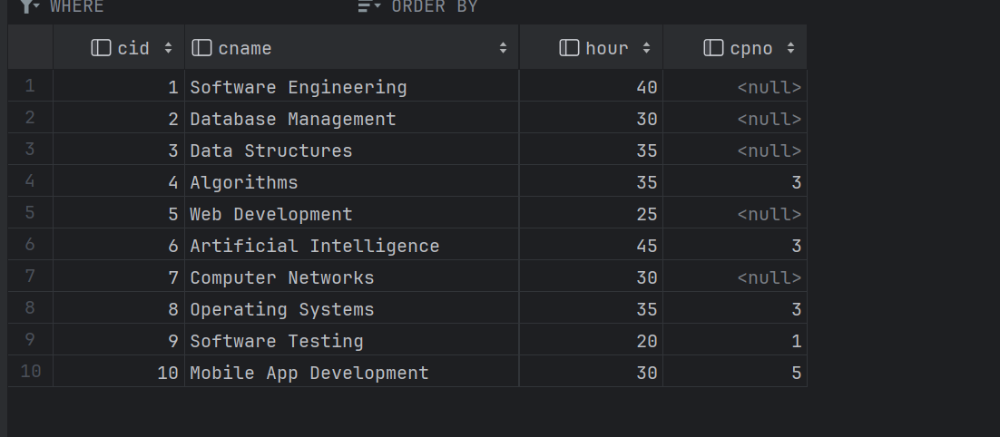 WHERE ORDER BY
cid cname hour cpno
1 1 Software Engineering 40 <null>
2 2 Database Management 30 <null>
3 3 Data Structures 35 <null>
4 4 Algorithms 35 3
5 5 Web Development 25 <null>
6 6 Artificial Intelligence 45 3
7 7 Computer Networks 30 <null>
8 8 Operating Systems 35 3
9 9 Software Testing 20 1
10 10 Mobile App Development 30 5